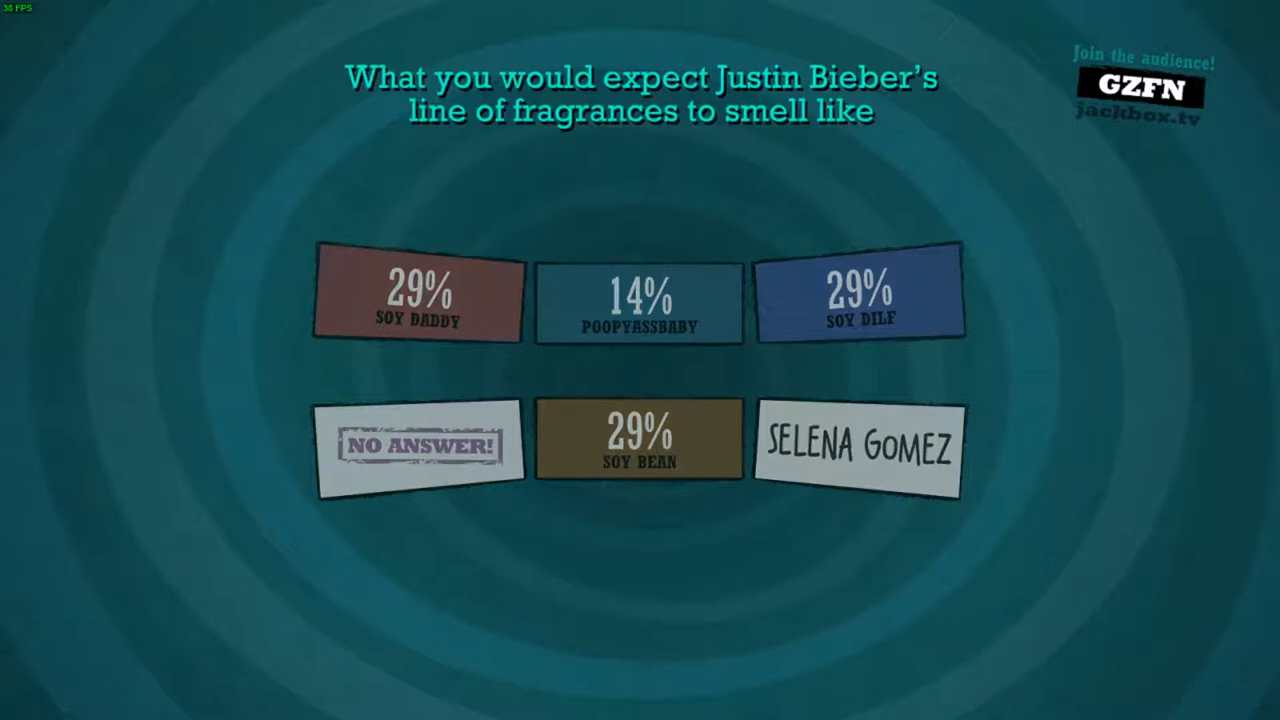 38 FPS
What you would expect Justin Bieber's
line of fragrances to smell like
Join the audience!
GZFN
jackbox.tv
29%
SOY DADDY
14%
POOPYASSBABY
29%
SOY DILF
NO ANSWER!
29%
SOY BEAN
SELENA GOMEZ